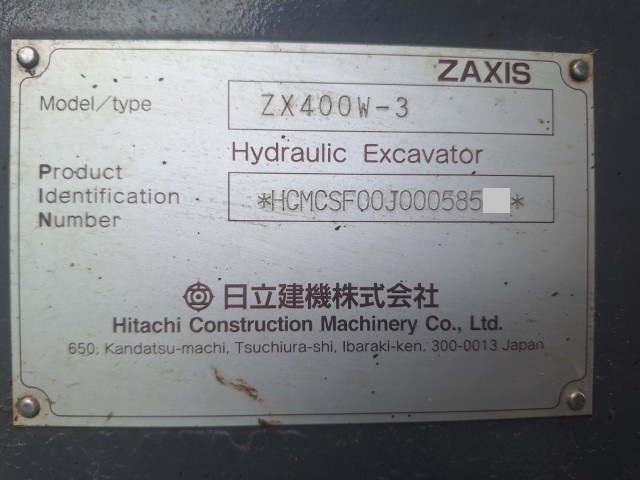 ZAXIS
Model/type
ZX400W-3
Hydraulic Excavator
Product
Identification
Number
*HCMCSF00J000585 *
日立建機株式会社
Hitachi Construction Machinery Co., Ltd.
650, Kandatsu-machi, Tsuchiura-shi, Ibaraki-ken, 300-0013 Japan